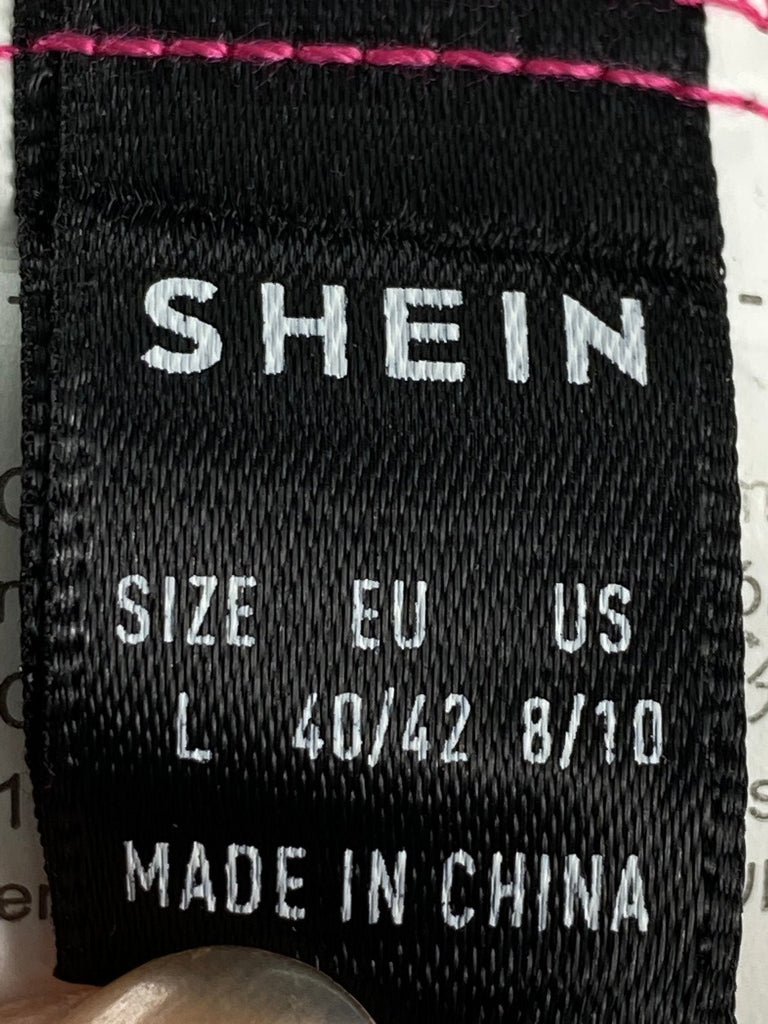 SHEIN
SIZE EU US
L 40/42 8/10
MADE IN CHINA